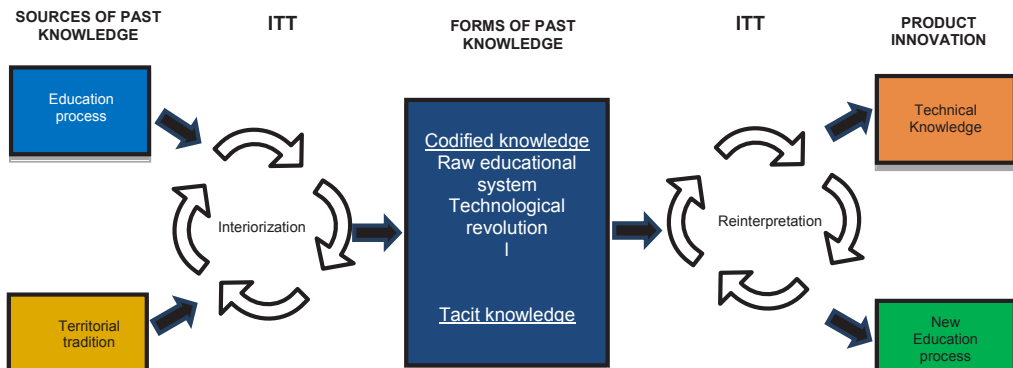 SOURCES OF PAST
KNOWLEDGE
ITT
FORMS OF PAST
KNOWLEDGE
ITT
PRODUCT
INNOVATION
Education
process
Territorial
tradition
Interiorization
Codified knowledge
Raw educational
system
Technological
revolution
I
Tacit knowledge
Reinterpretation
Technical
Knowledge
New
Education
process